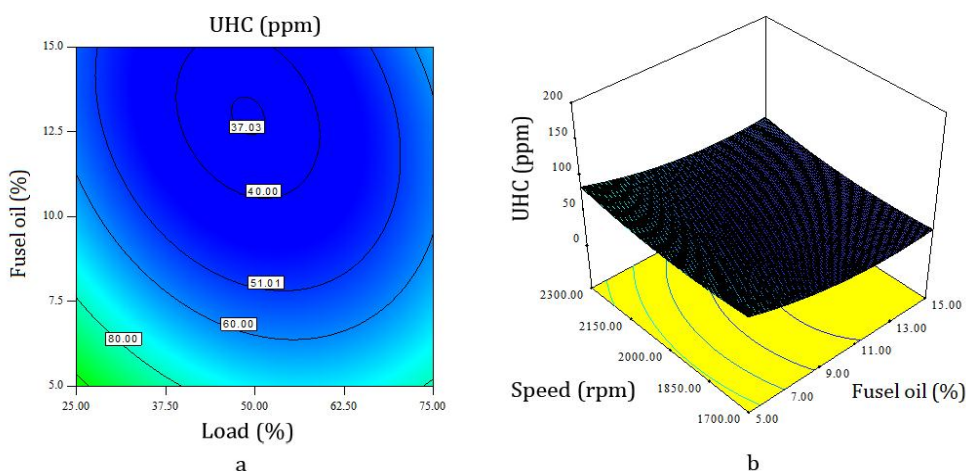 UHC (ppm)
15.0
12.5
10.0
7.5
5.0
Fusel oil (%)
37.03
40.00
51.01
60.00
80.00
25.00 37.50 50.00 62.50 75.00
Load (%)
a
200
150
100
50
0
UHC (ppm)
2300.00
2150.00
2000.00
1850.00
1700.00
Speed (rpm)
15.00
13.00
11.00
9.00
7.00
5.00
Fusel oil (%)
b